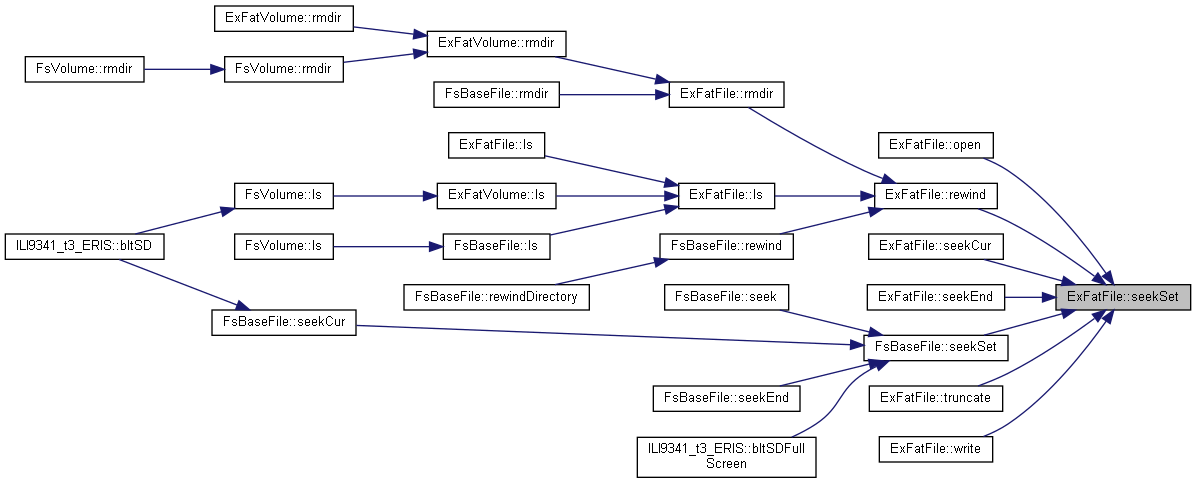 ExFatVolume::rmdir
ExFatVolume::rmdir
FsVolume::rmdir
FsVolume::rmdir
FsBaseFile::rmdir
ExFatFile::rmdir
ExFatFile::ls
ExFatFile::open
FsVolume::ls
ExFatVolume::ls
ExFatFile::ls
ExFatFile::rewind
ILI9341_t3_ERIS::bltSD
FsVolume::ls
FsBaseFile::ls
FsBaseFile::rewind
ExFatFile::seekCur
FsBaseFile::rewindDirectory
FsBaseFile::seek
ExFatFile::seekEnd
ExFatFile::seekSet
FsBaseFile::seekCur
FsBaseFile::seekSet
FsBaseFile::seekEnd
ExFatFile::truncate
ILI9341_t3_ERIS::bltSDFull
Screen
ExFatFile::write